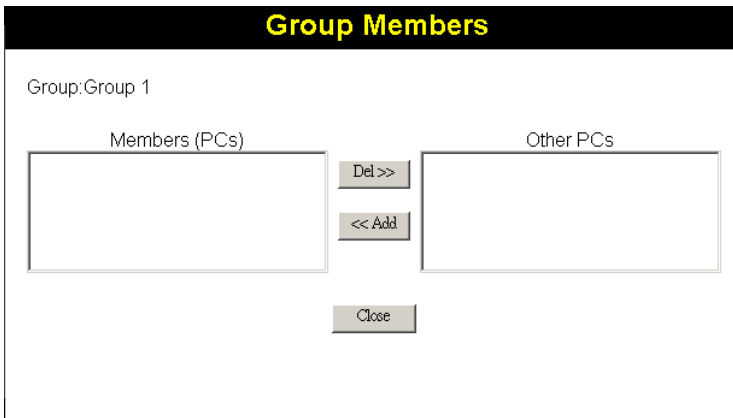 Group Members
Group:Group 1
Members (PCs)
Other PCs
Del >>
<< Add
Close